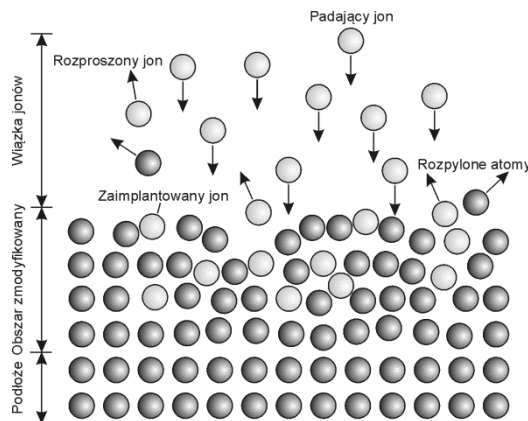 Padający jon
Rozproszony jon
Wiązka jonów
Rozpylone atomy
Zaimplantowany jon
Obszar zmodyfikowany
Podłoże